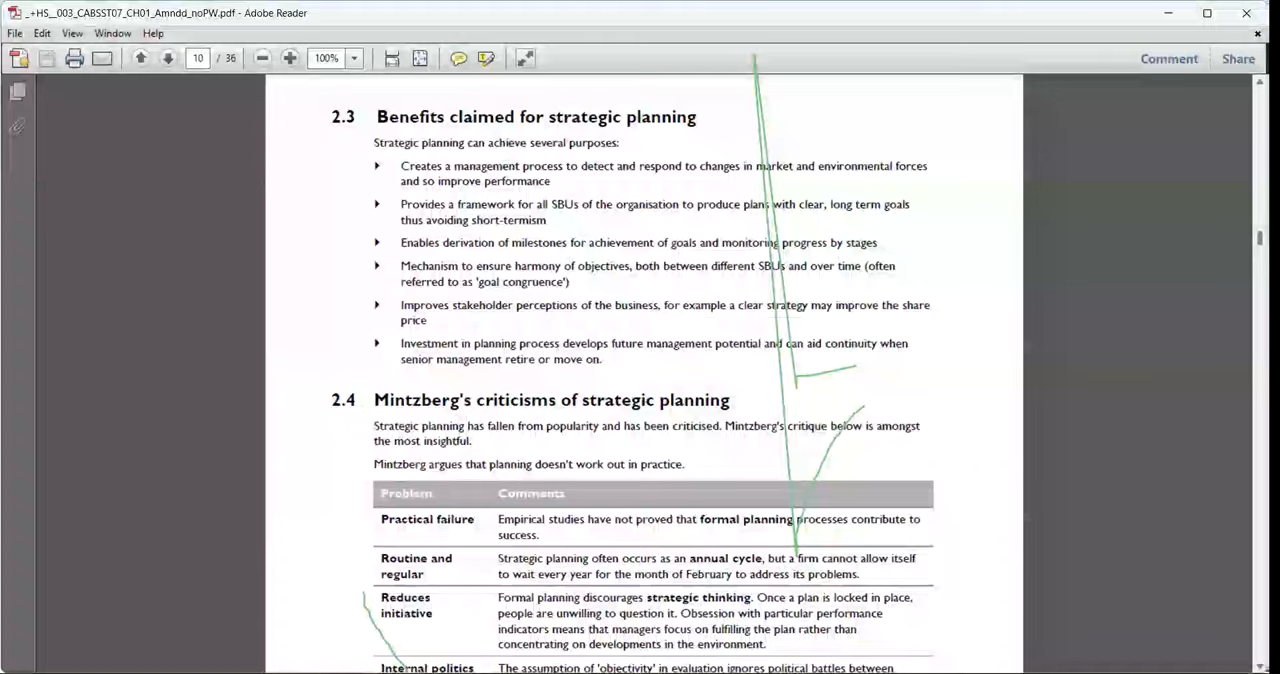 _+HS__003_CABSST07_CH01_Amndd_noPW.pdf - Adobe Reader
File Edit View Window Help
10 / 36 100% Comment Share
2.3 Benefits claimed for strategic planning
Strategic planning can achieve several purposes:
Creates a management process to detect and respond to changes in market and environmental forces
and so improve performance
Provides a framework for all SBUs of the organisation to produce plans with clear, long term goals
thus avoiding short-termism
Enables derivation of milestones for achievement of goals and monitoring progress by stages
Mechanism to ensure harmony of objectives, both between different SBUs and over time (often
referred to as 'goal congruence')
Improves stakeholder perceptions of the business, for example a clear strategy may improve the share
price
Investment in planning process develops future management potential and can aid continuity when
senior management retire or move on.
2.4 Mintzberg's criticisms of strategic planning
Strategic planning has fallen from popularity and has been criticised. Mintzberg's critique below is amongst
the most insightful.
Mintzberg argues that planning doesn't work out in practice.
Problem Comments
Practical failure Empirical studies have not proved that formal planning processes contribute to
success.
Routine and Strategic planning often occurs as an annual cycle, but a firm cannot allow itself
regular to wait every year for the month of February to address its problems.
Reduces Formal planning discourages strategic thinking. Once a plan is locked in place,
initiative people are unwilling to question it. Obsession with particular performance
indicators means that managers focus on fulfilling the plan rather than
concentrating on developments in the environment.
Internal politics The assumption of 'objectivity' in evaluation ignores political battles between